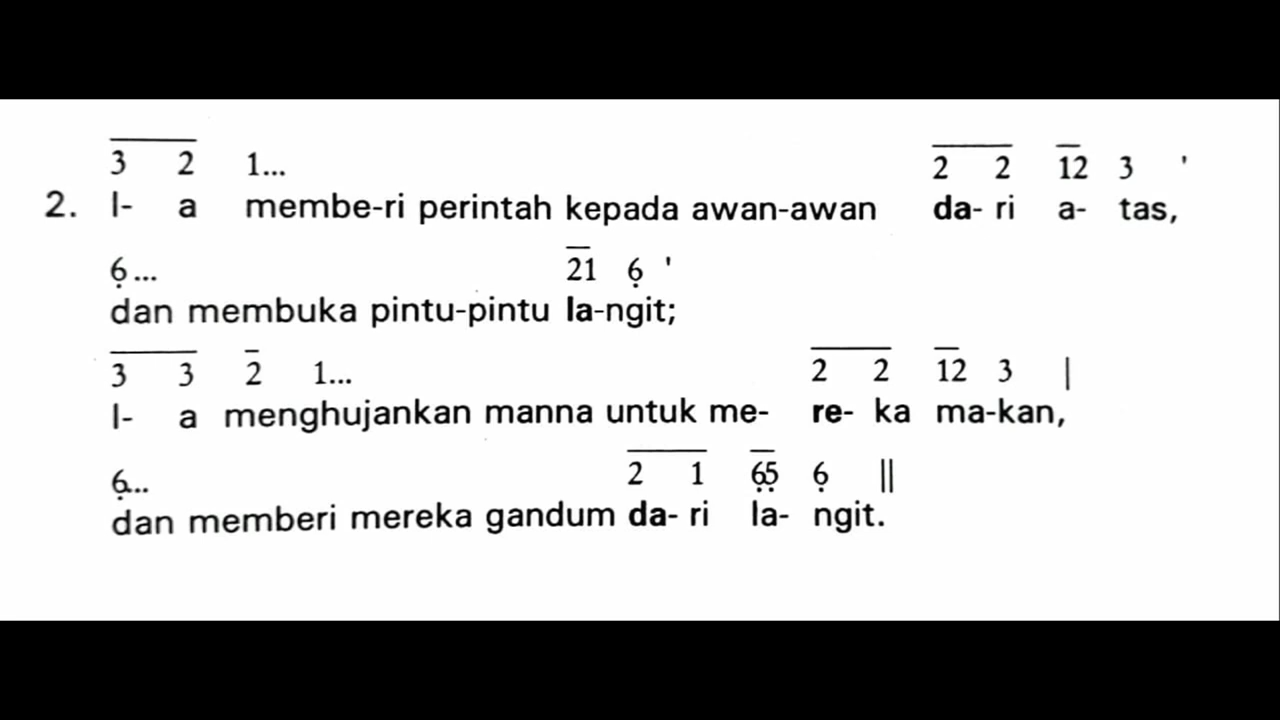 3 2 1... 2 2 12 3 '
2. I- a membe-ri perintah kepada awan-awan da- ri a- tas,
6̣... 21 6̣ '
dan membuka pintu-pintu la-ngit;
3 3 2 1... 2 2 12 3 |
I- a menghujankan manna untuk me- re- ka ma-kan,
6̣... 2 1 6̣5̣ 6̣ ||
dan memberi mereka gandum da- ri la- ngit.